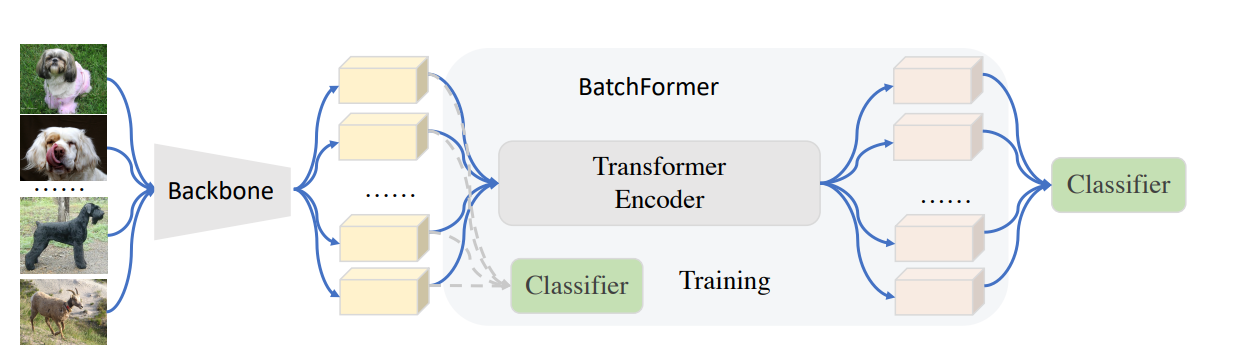 BatchFormer
Backbone
Transformer
Encoder
Classifier
Classifier
Training
......
......
......